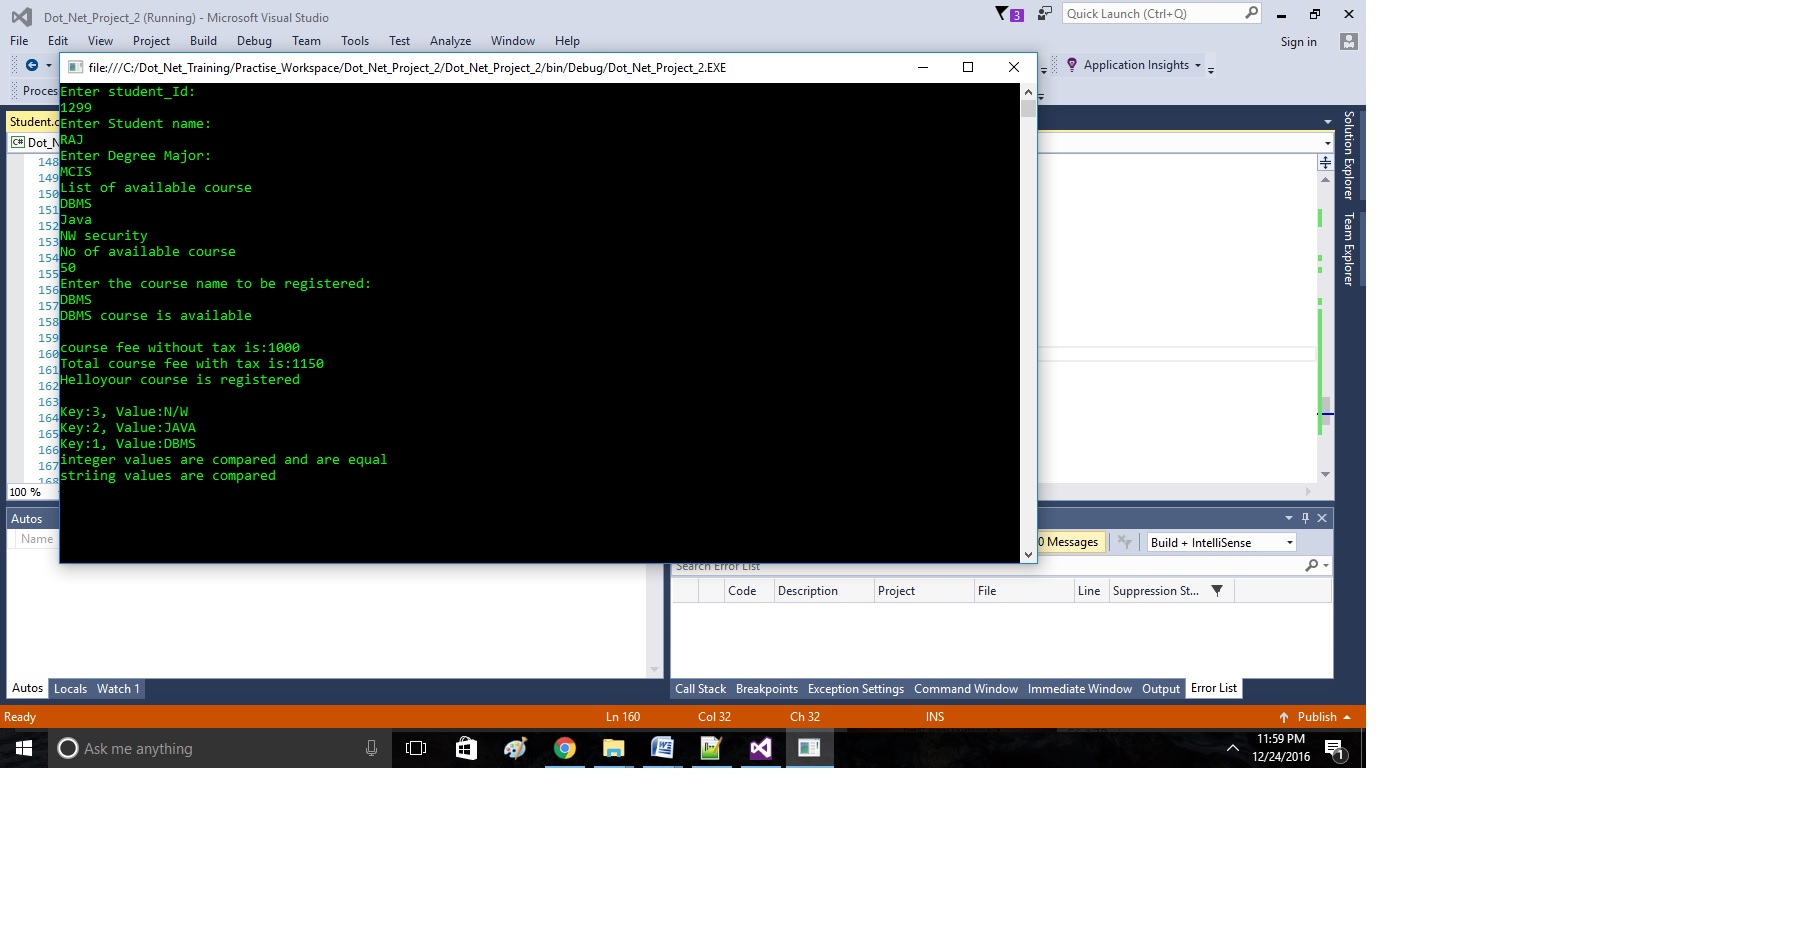 Dot_Net_Project_2 (Running) - Microsoft Visual Studio
3
Quick Launch (Ctrl+Q)
File Edit View Project Build Debug Team Tools Test Analyze Window Help
Sign in
file:///C:/Dot_Net_Training/Practise_Workspace/Dot_Net_Project_2/Dot_Net_Project_2/bin/Debug/Dot_Net_Project_2.EXE
Application Insights
Proces
Enter student_Id:
1299
Enter Student name:
RAJ
Enter Degree Major:
MCIS
List of available course
DBMS
Java
NW security
No of available course
50
Enter the course name to be registered:
DBMS
DBMS course is available
course fee without tax is:1000
Total course fee with tax is:1150
Helloyour course is registered
Key:3, Value:N/W
Key:2, Value:JAVA
Key:1, Value:DBMS
integer values are compared and are equal
striing values are compared
Student.c
C# Dot_N
148
149
150
151
152
153
154
155
156
157
158
159
160
161
162
163
164
165
166
167
168
100 %
Solution Explorer
Team Explorer
Autos
Name
0 Messages
Build + IntelliSense
Search Error List
Code Description Project File Line Suppression St...
Autos Locals Watch 1
Call Stack Breakpoints Exception Settings Command Window Immediate Window Output Error List
Ready Ln 160 Col 32 Ch 32 INS Publish
Ask me anything
11:59 PM
12/24/2016
1